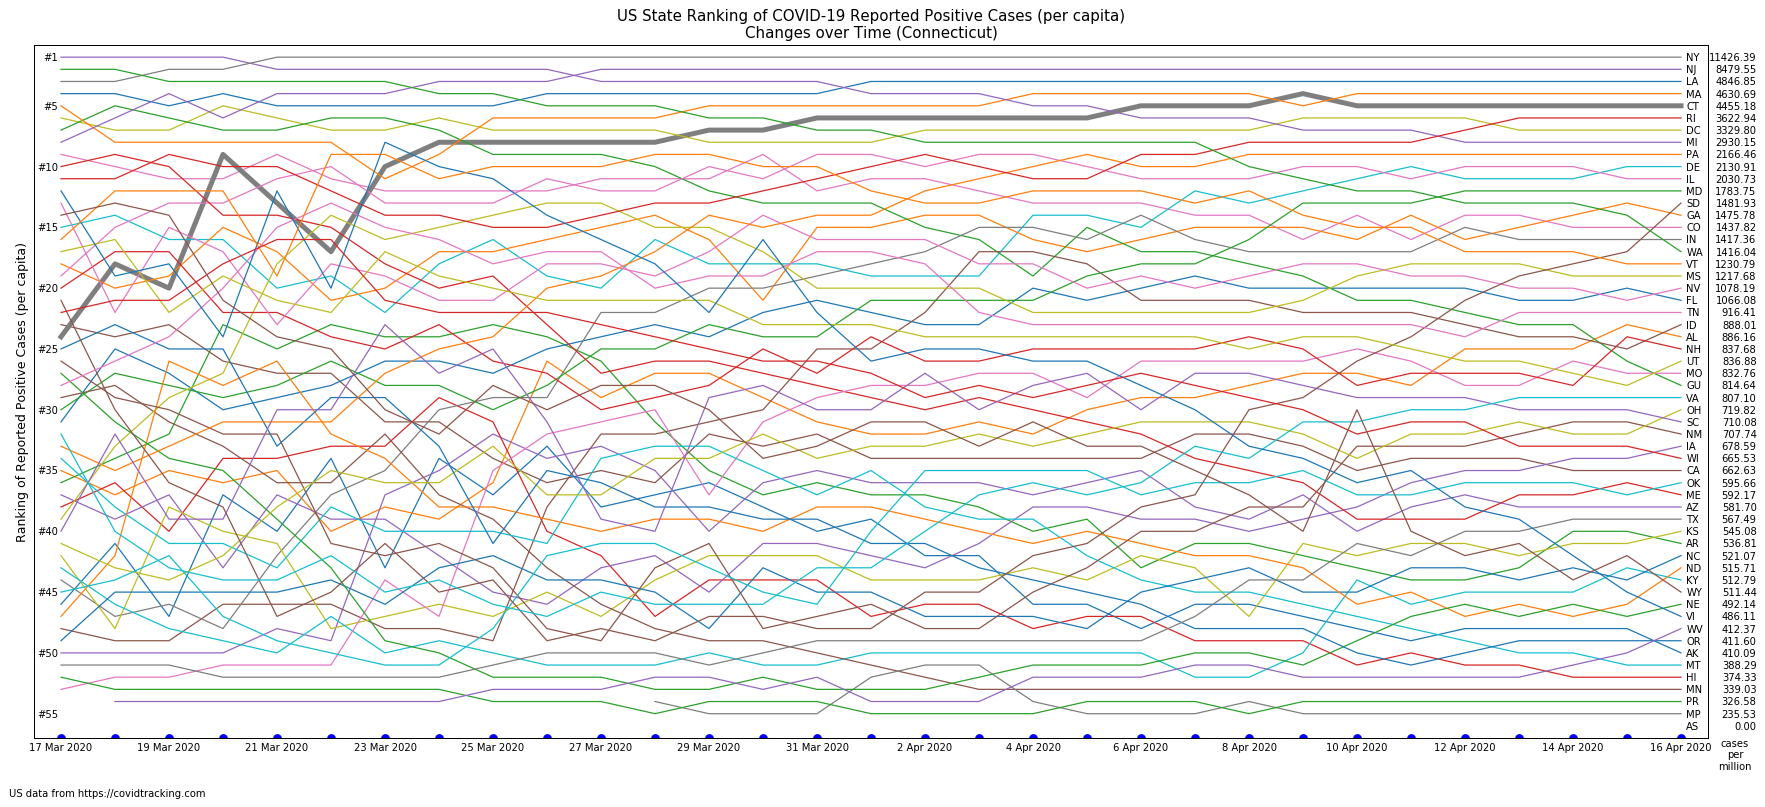 US State Ranking of COVID-19 Reported Positive Cases (per capita)
Changes over Time (Connecticut)
Ranking of Reported Positive Cases (per capita)
#1
#5
#10
#15
#20
#25
#30
#35
#40
#45
#50
#55
NY 11426.39
NJ 8479.55
LA 4846.85
MA 4630.69
CT 4455.18
RI 3622.94
DC 3329.80
MI 2930.15
PA 2166.46
DE 2130.91
IL 2030.73
MD 1783.75
SD 1481.93
GA 1475.78
CO 1437.82
IN 1417.36
WA 1416.04
VT 1230.79
MS 1217.68
NV 1078.19
FL 1066.08
TN 916.41
ID 888.01
AL 886.16
NH 837.68
UT 836.88
MO 832.76
GU 814.64
VA 807.10
OH 719.82
SC 710.08
NM 707.74
IA 678.59
WI 665.53
CA 662.63
OK 595.66
ME 592.17
AZ 581.70
TX 567.49
KS 545.08
AR 536.81
NC 521.07
ND 515.71
KY 512.79
WY 511.44
NE 492.14
VI 486.11
WV 412.37
OR 411.60
AK 410.09
MT 388.29
HI 374.33
MN 339.03
PR 326.58
MP 235.53
AS 0.00
17 Mar 2020 19 Mar 2020 21 Mar 2020 23 Mar 2020 25 Mar 2020 27 Mar 2020 29 Mar 2020 31 Mar 2020 2 Apr 2020 4 Apr 2020 6 Apr 2020 8 Apr 2020 10 Apr 2020 12 Apr 2020 14 Apr 2020 16 Apr 2020
cases
per
million
US data from https://covidtracking.com